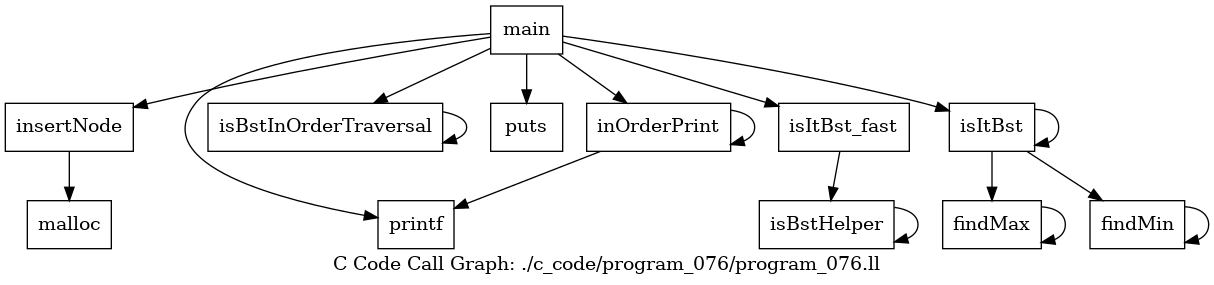 main
insertNode
isBstInOrderTraversal
puts
inOrderPrint
isItBst_fast
isItBst
malloc
printf
isBstHelper
findMax
findMin
C Code Call Graph: ./c_code/program_076/program_076.ll